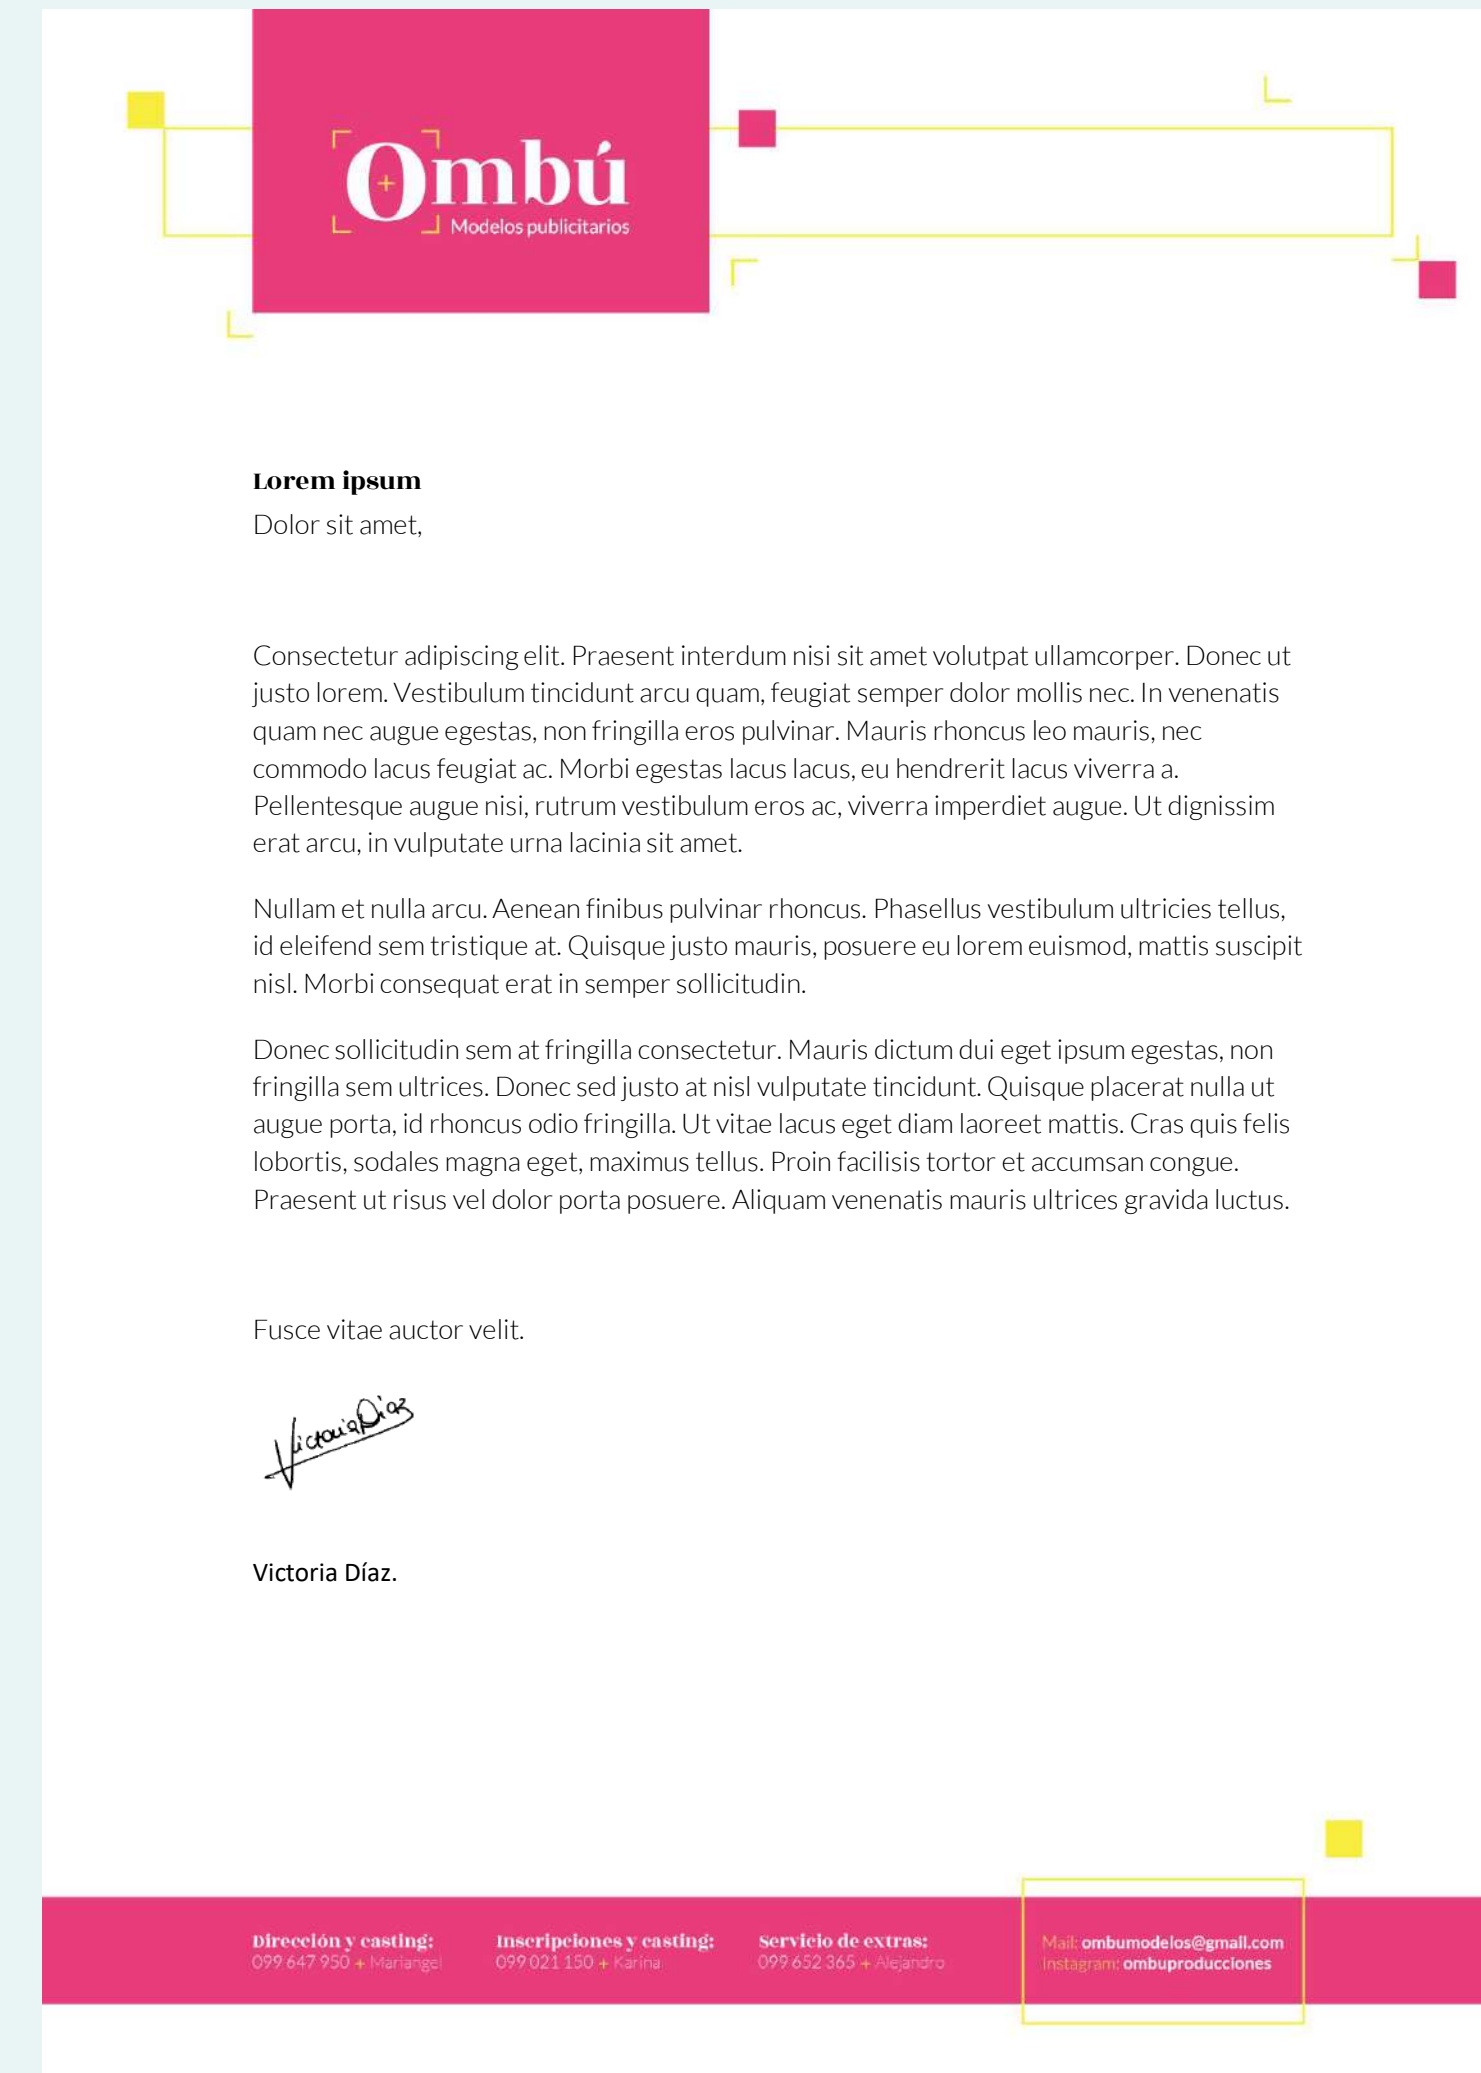 Ombú
Modelos publicitarios
Lorem ipsum
Dolor sit amet,
Consectetur adipiscing elit. Praesent interdum nisi sit amet volutpat ullamcorper. Donec ut
justo lorem. Vestibulum tincidunt arcu quam, feugiat semper dolor mollis nec. In venenatis
quam nec augue egestas, non fringilla eros pulvinar. Mauris rhoncus leo mauris, nec
commodo lacus feugiat ac. Morbi egestas lacus lacus, eu hendrerit lacus viverra a.
Pellentesque augue nisi, rutrum vestibulum eros ac, viverra imperdiet augue. Ut dignissim
erat arcu, in vulputate urna lacinia sit amet.
Nullam et nulla arcu. Aenean finibus pulvinar rhoncus. Phasellus vestibulum ultricies tellus,
id eleifend sem tristique at. Quisque justo mauris, posuere eu lorem euismod, mattis suscipit
nisl. Morbi consequat erat in semper sollicitudin.
Donec sollicitudin sem at fringilla consectetur. Mauris dictum dui eget ipsum egestas, non
fringilla sem ultrices. Donec sed justo at nisl vulputate tincidunt. Quisque placerat nulla ut
augue porta, id rhoncus odio fringilla. Ut vitae lacus eget diam laoreet mattis. Cras quis felis
lobortis, sodales magna eget, maximus tellus. Proin facilisis tortor et accumsan congue.
Praesent ut risus vel dolor porta posuere. Aliquam venenatis mauris ultrices gravida luctus.
Fusce vitae auctor velit.
Victoria Diaz
Victoria Díaz.
Dirección y casting:
099 647 950 + Mariangel
Inscripciones y casting:
099 021 150 + Karina
Servicio de extras:
099 652 365 + Alejandro
Mail: ombumodelos@gmail.com
Instagram: ombuproducciones